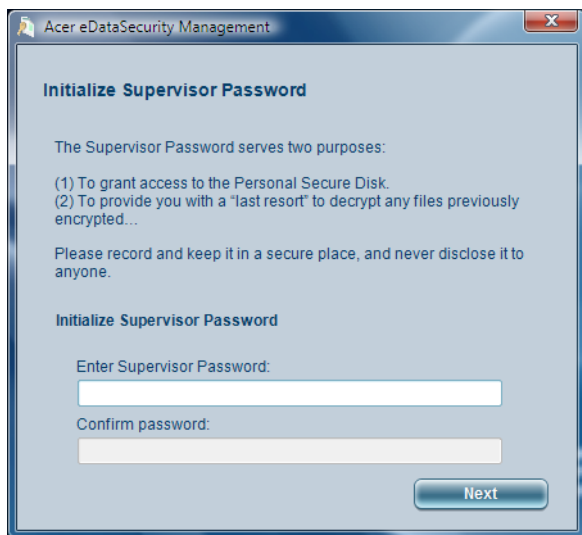 Acer eDataSecurity Management
Initialize Supervisor Password
The Supervisor Password serves two purposes:
(1) To grant access to the Personal Secure Disk.
(2) To provide you with a “last resort” to decrypt any files previously
encrypted...
Please record and keep it in a secure place, and never disclose it to
anyone.
Initialize Supervisor Password
Enter Supervisor Password:
Confirm password:
Next